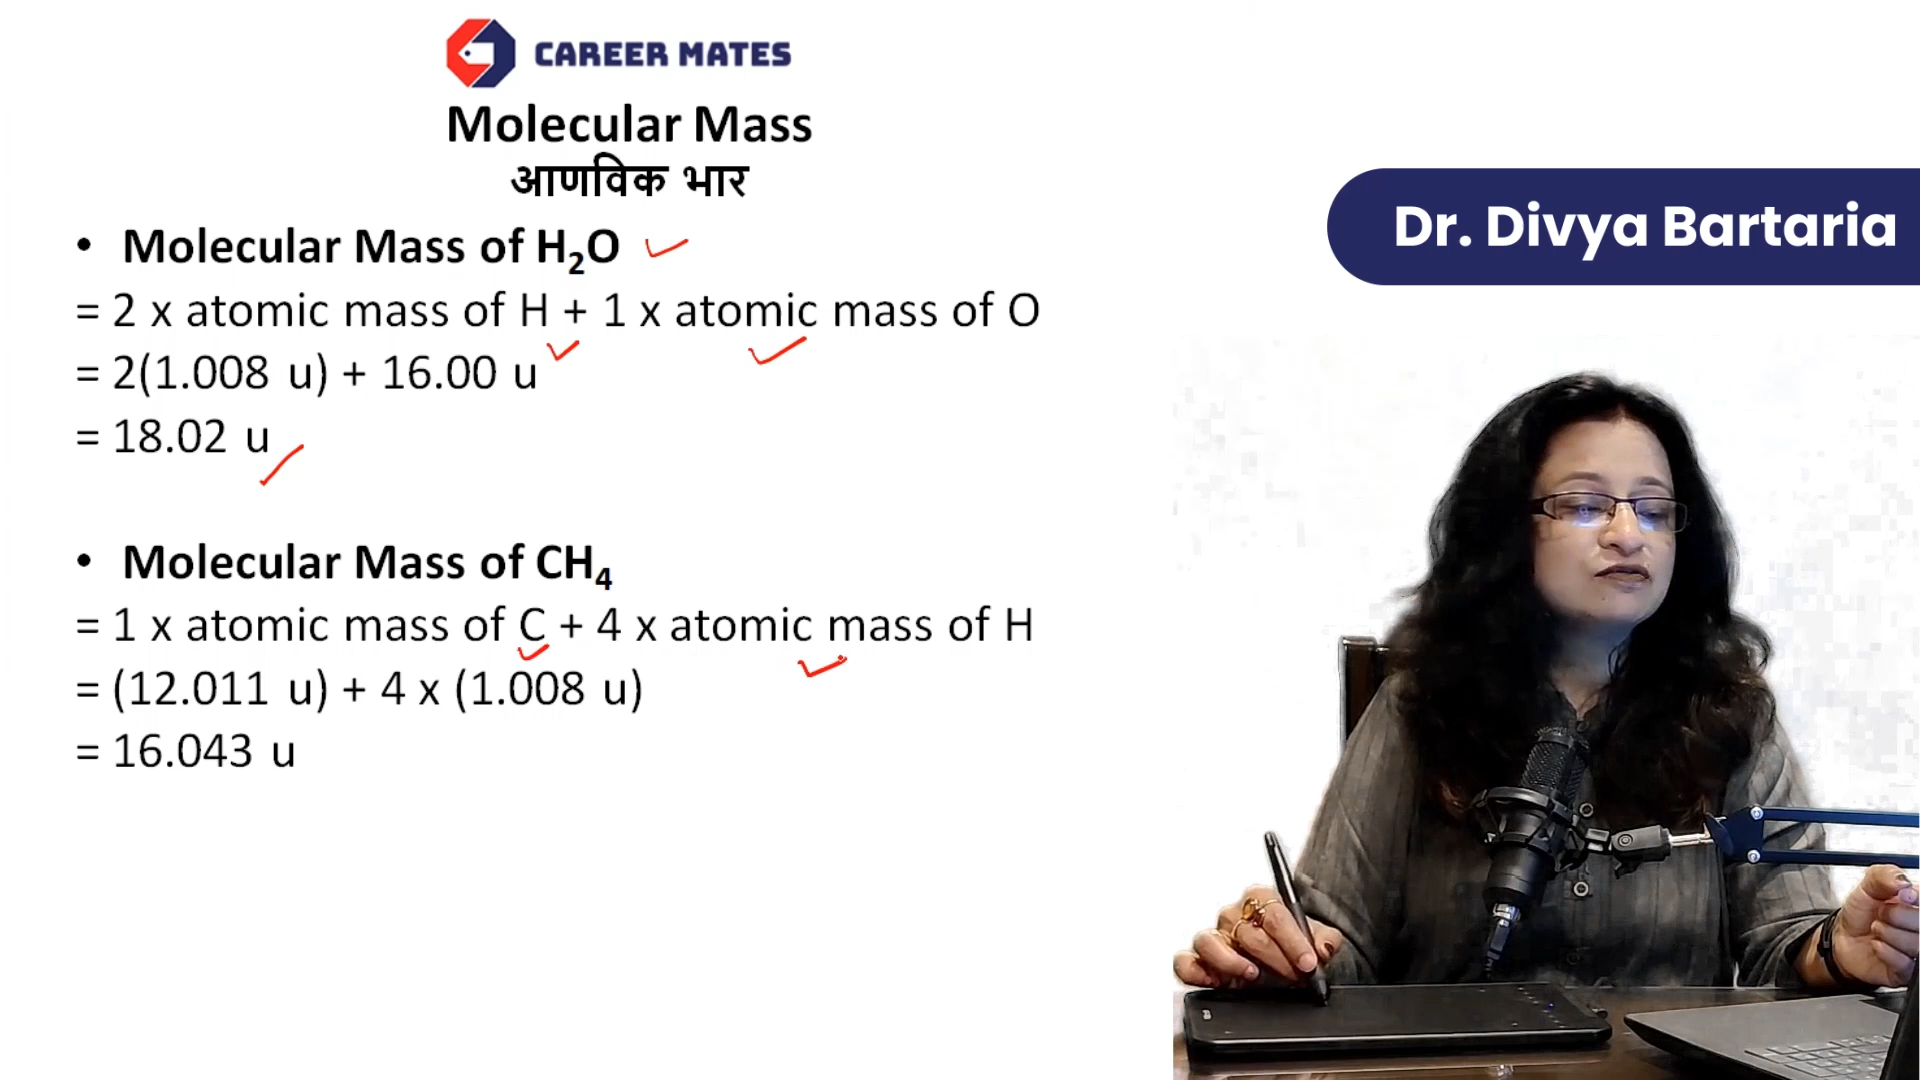 CAREER MATES
Molecular Mass
आणविक भार
Dr. Divya Bartaria
• Molecular Mass of H₂O
= 2 x atomic mass of H + 1 x atomic mass of O
= 2(1.008 u) + 16.00 u
= 18.02 u
• Molecular Mass of CH₄
= 1 x atomic mass of C + 4 x atomic mass of H
= (12.011 u) + 4 x (1.008 u)
= 16.043 u